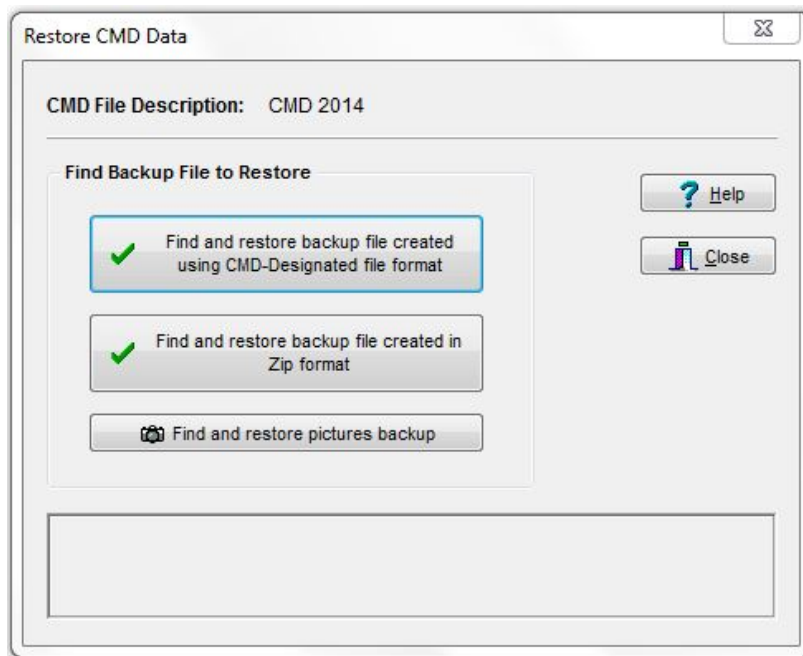 Restore CMD Data
CMD File Description: CMD 2014
Find Backup File to Restore
Find and restore backup file created
using CMD-Designated file format
Find and restore backup file created in
Zip format
Find and restore pictures backup
Help
Close